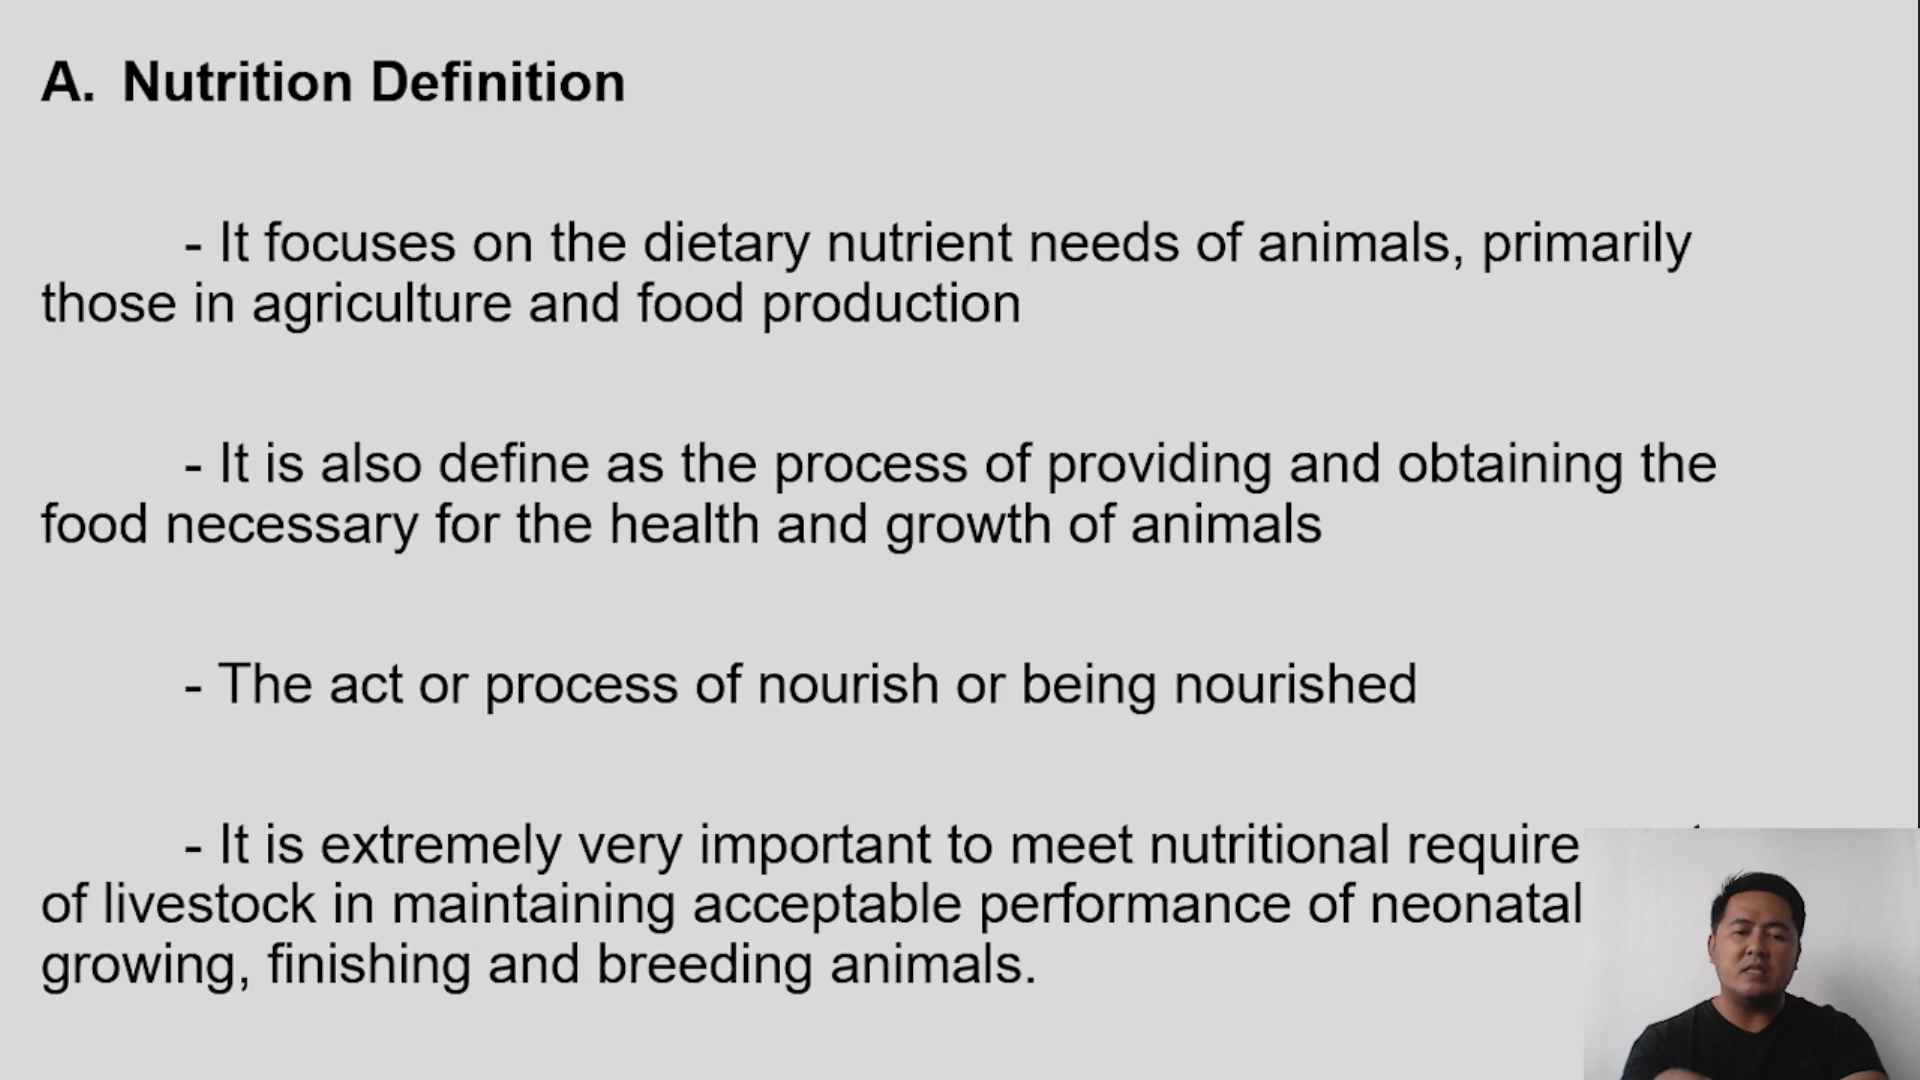 A. Nutrition Definition
- It focuses on the dietary nutrient needs of animals, primarily
those in agriculture and food production
- It is also define as the process of providing and obtaining the
food necessary for the health and growth of animals
- The act or process of nourish or being nourished
- It is extremely very important to meet nutritional require
of livestock in maintaining acceptable performance of neonatal
growing, finishing and breeding animals.